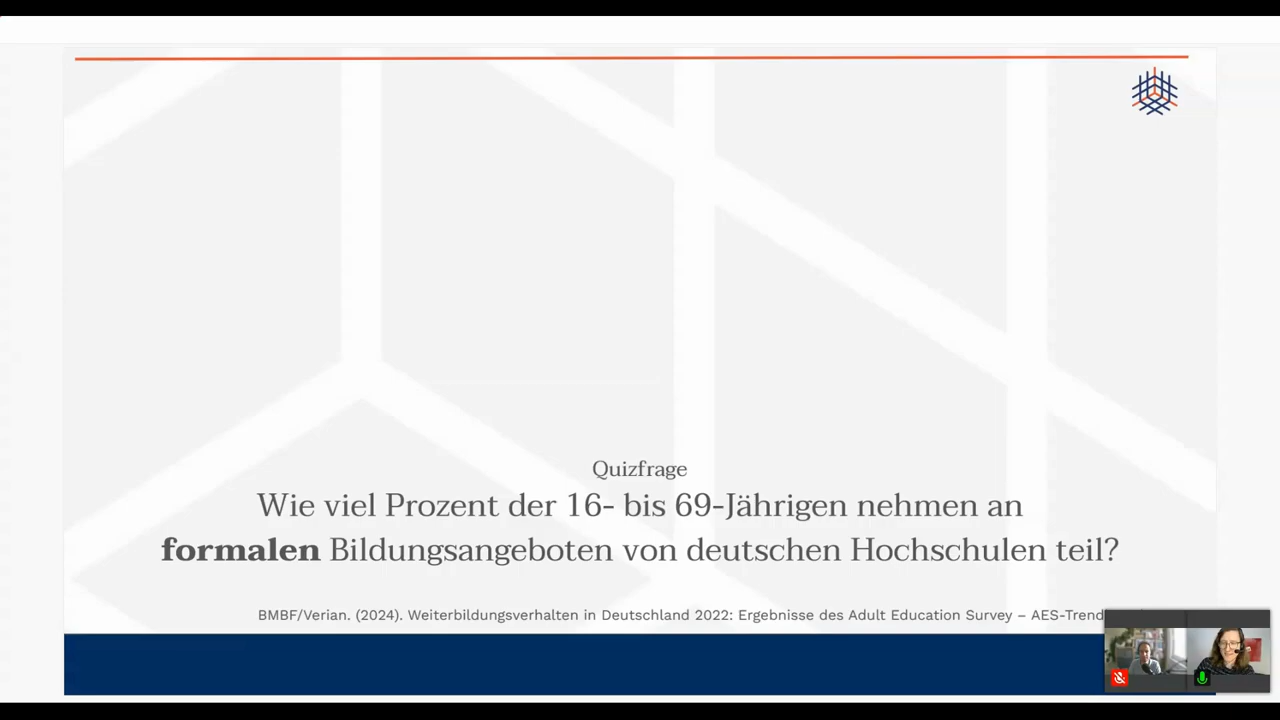 Quizfrage
Wie viel Prozent der 16- bis 69-Jährigen nehmen an
formalen Bildungsangeboten von deutschen Hochschulen teil?
BMBF/Verian. (2024). Weiterbildungsverhalten in Deutschland 2022: Ergebnisse des Adult Education Survey – AES-Trend